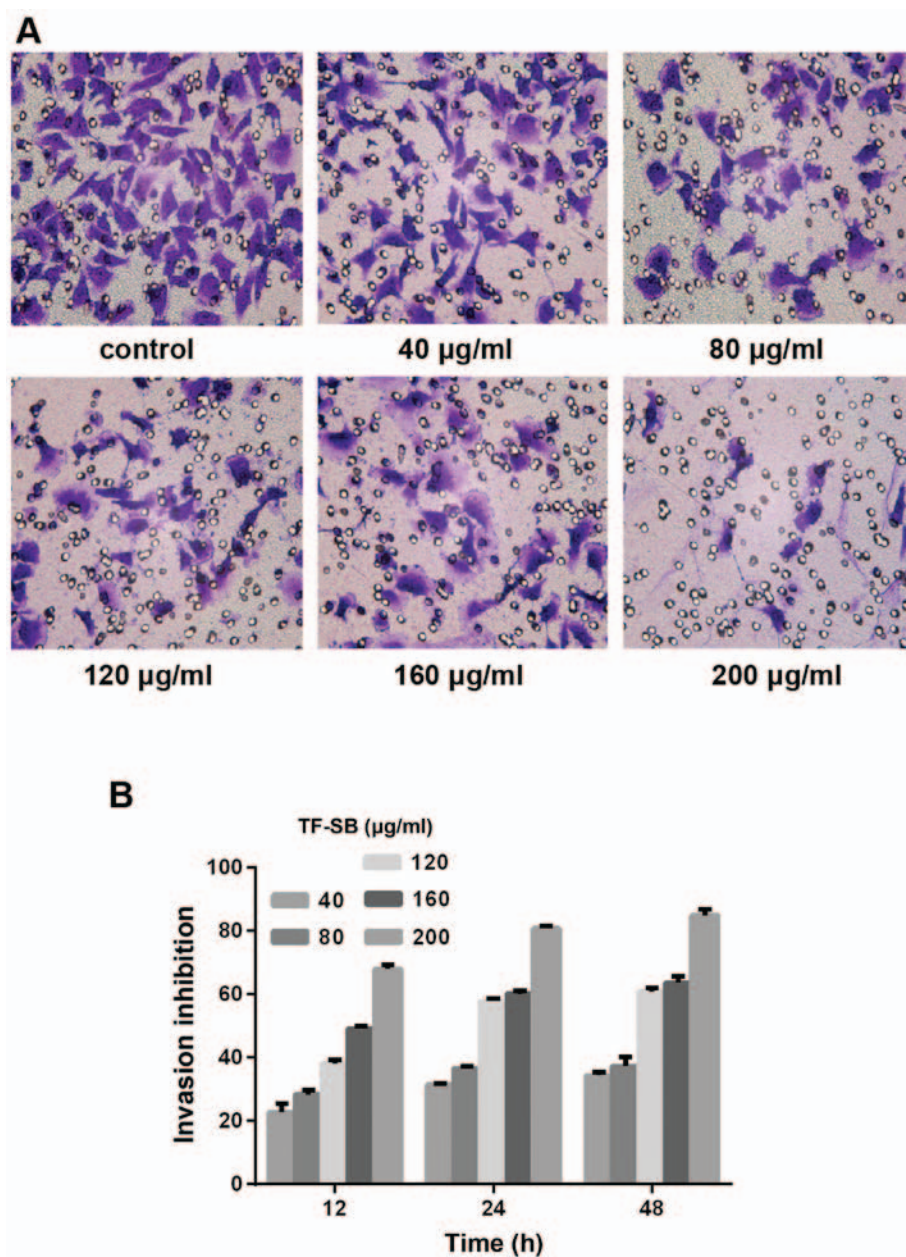 A
control 40 µg/ml 80 µg/ml
120 µg/ml 160 µg/ml 200 µg/ml
B
TF-SB (µg/ml)
40
80
120
160
200
Invasion inhibition
100
80
60
40
20
0
12 24 48
Time (h)